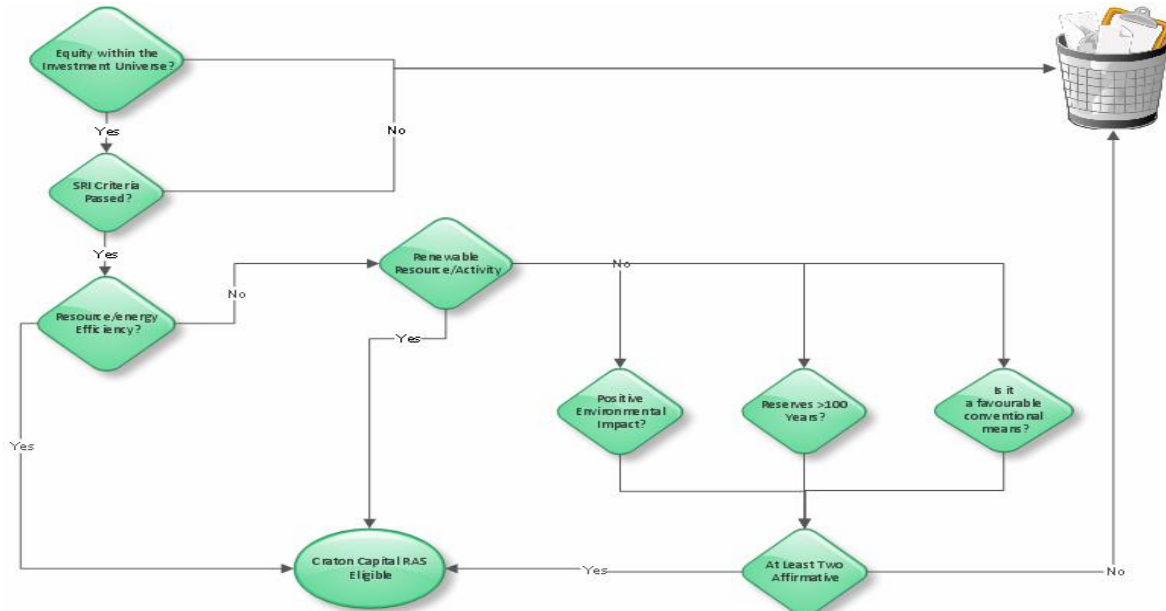 Equity within the
Investment Universe?
Yes
No
SRI Criteria
Passed?
Yes
Resource/energy
Efficiency?
No
Renewable
Resource/Activity
No
Yes
Yes
Positive
Environmental
Impact?
Reserves >100
Years?
Is it
a favourable
conventional
means?
Craton Capital RAS
Eligible
Yes
At Least Two
Affirmative
No